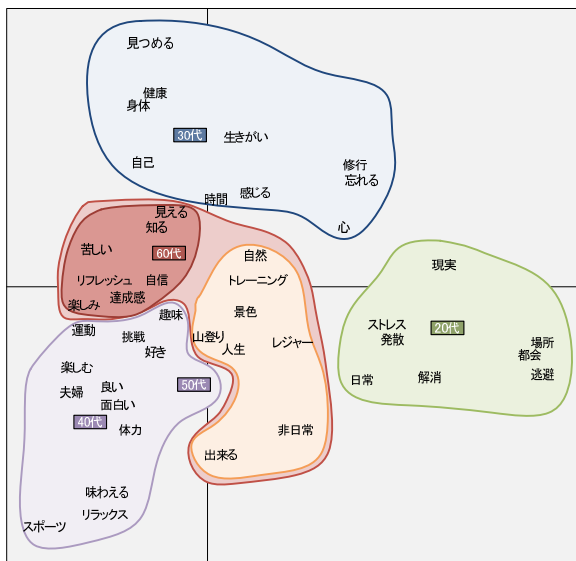 見つめる
健康
身体
30代
生きがい
自己
修行
忘れる
時間
感じる
心
見える
知る
苦しい
60代
自然
現実
リフレッシュ
自信
トレーニング
楽しみ
達成感
趣味
景色
運動
挑戦
好き
山登り
人生
レジャー
ストレス
発散
20代
場所
都会
逃避
日常
解消
楽しむ
夫婦
良い
面白い
50代
40代
体力
非日常
出来る
味わえる
リラックス
スポーツ